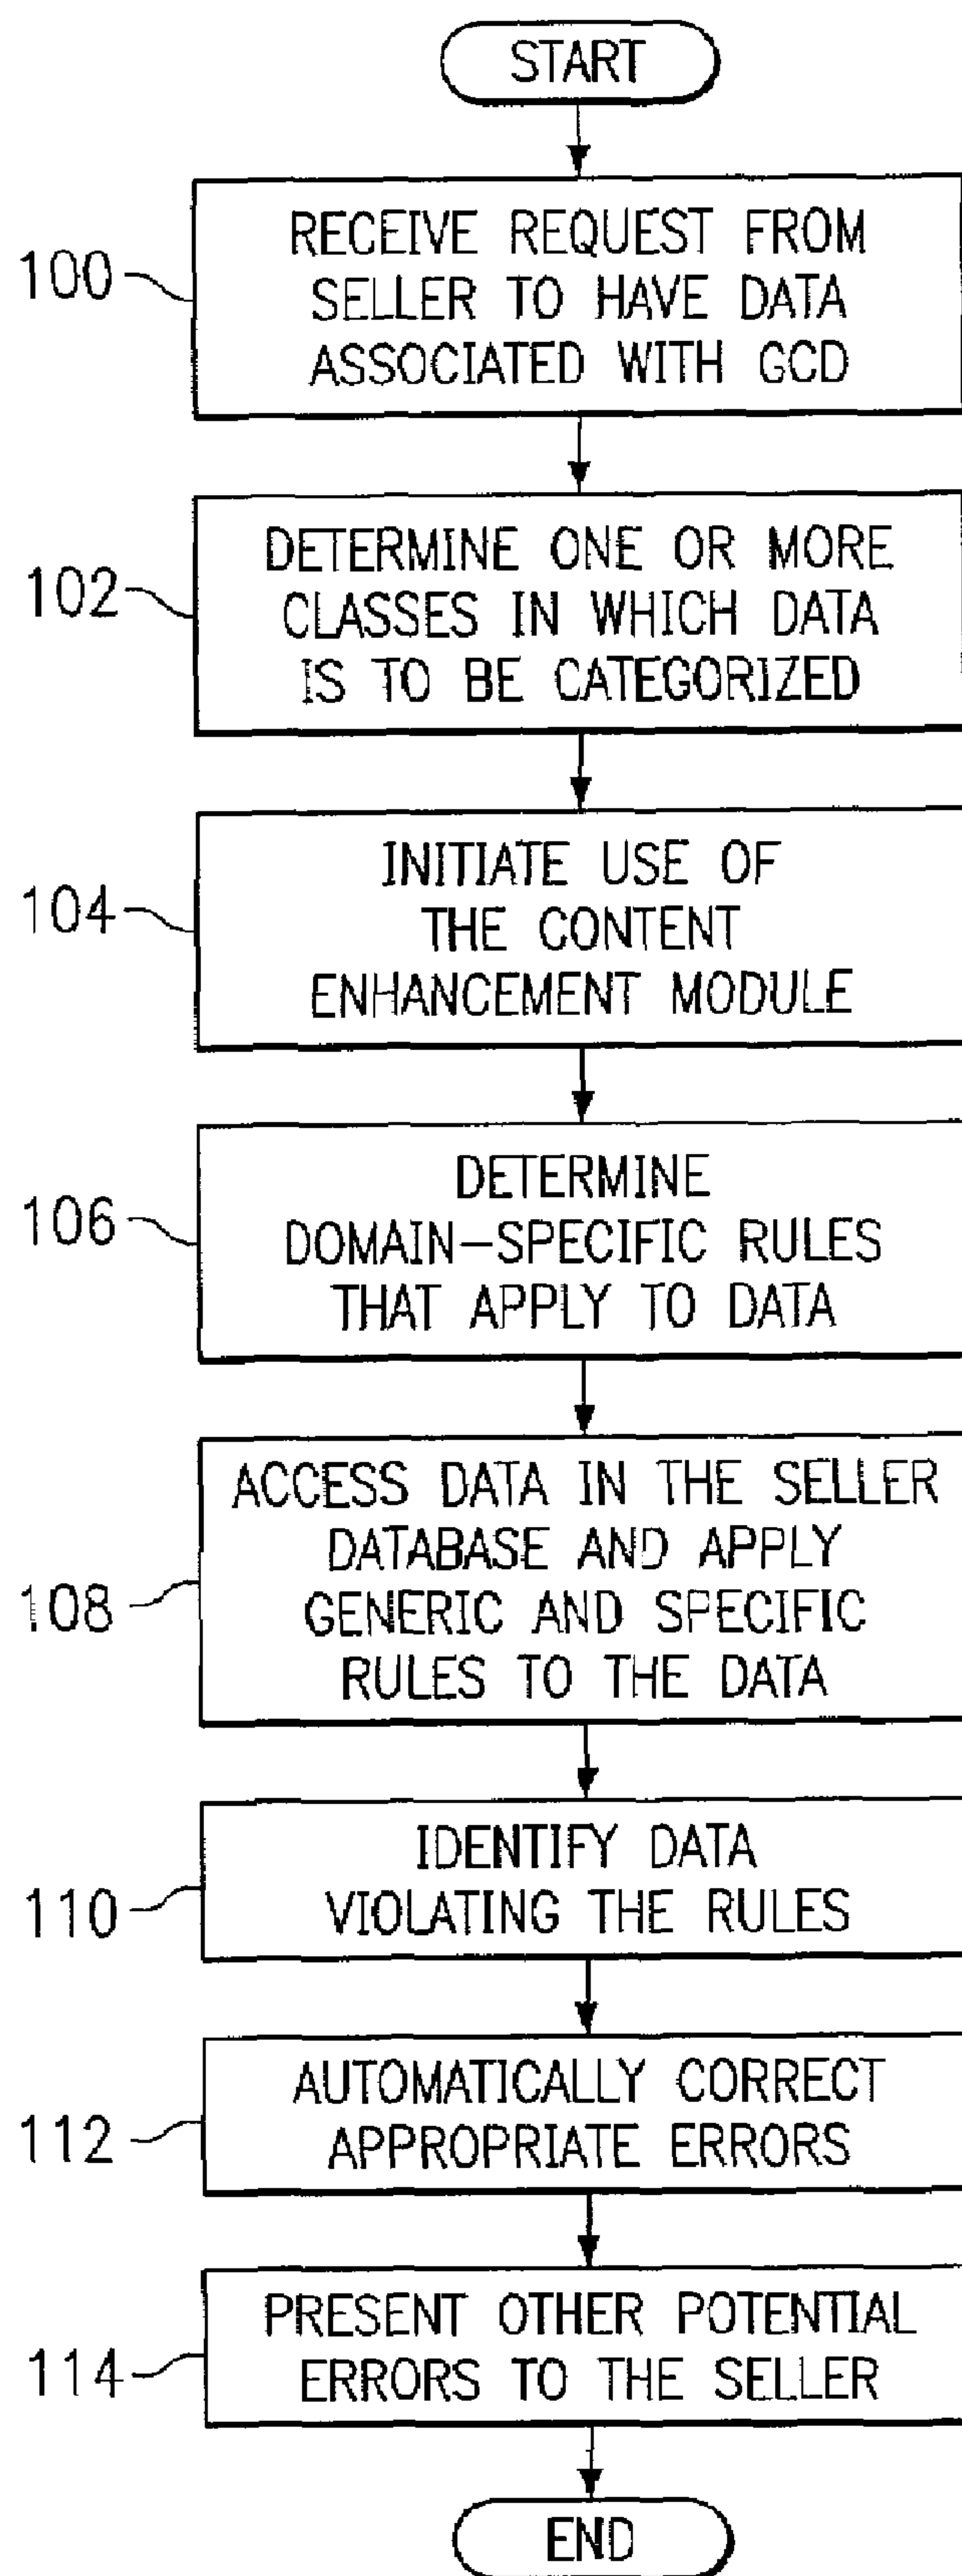 START
100
RECEIVE REQUEST FROM
SELLER TO HAVE DATA
ASSOCIATED WITH GCD
102
DETERMINE ONE OR MORE
CLASSES IN WHICH DATA
IS TO BE CATEGORIZED
104
INITIATE USE OF
THE CONTENT
ENHANCEMENT MODULE
106
DETERMINE
DOMAIN-SPECIFIC RULES
THAT APPLY TO DATA
108
ACCESS DATA IN THE SELLER
DATABASE AND APPLY
GENERIC AND SPECIFIC
RULES TO THE DATA
110
IDENTIFY DATA
VIOLATING THE RULES
112
AUTOMATICALLY CORRECT
APPROPRIATE ERRORS
114
PRESENT OTHER POTENTIAL
ERRORS TO THE SELLER
END